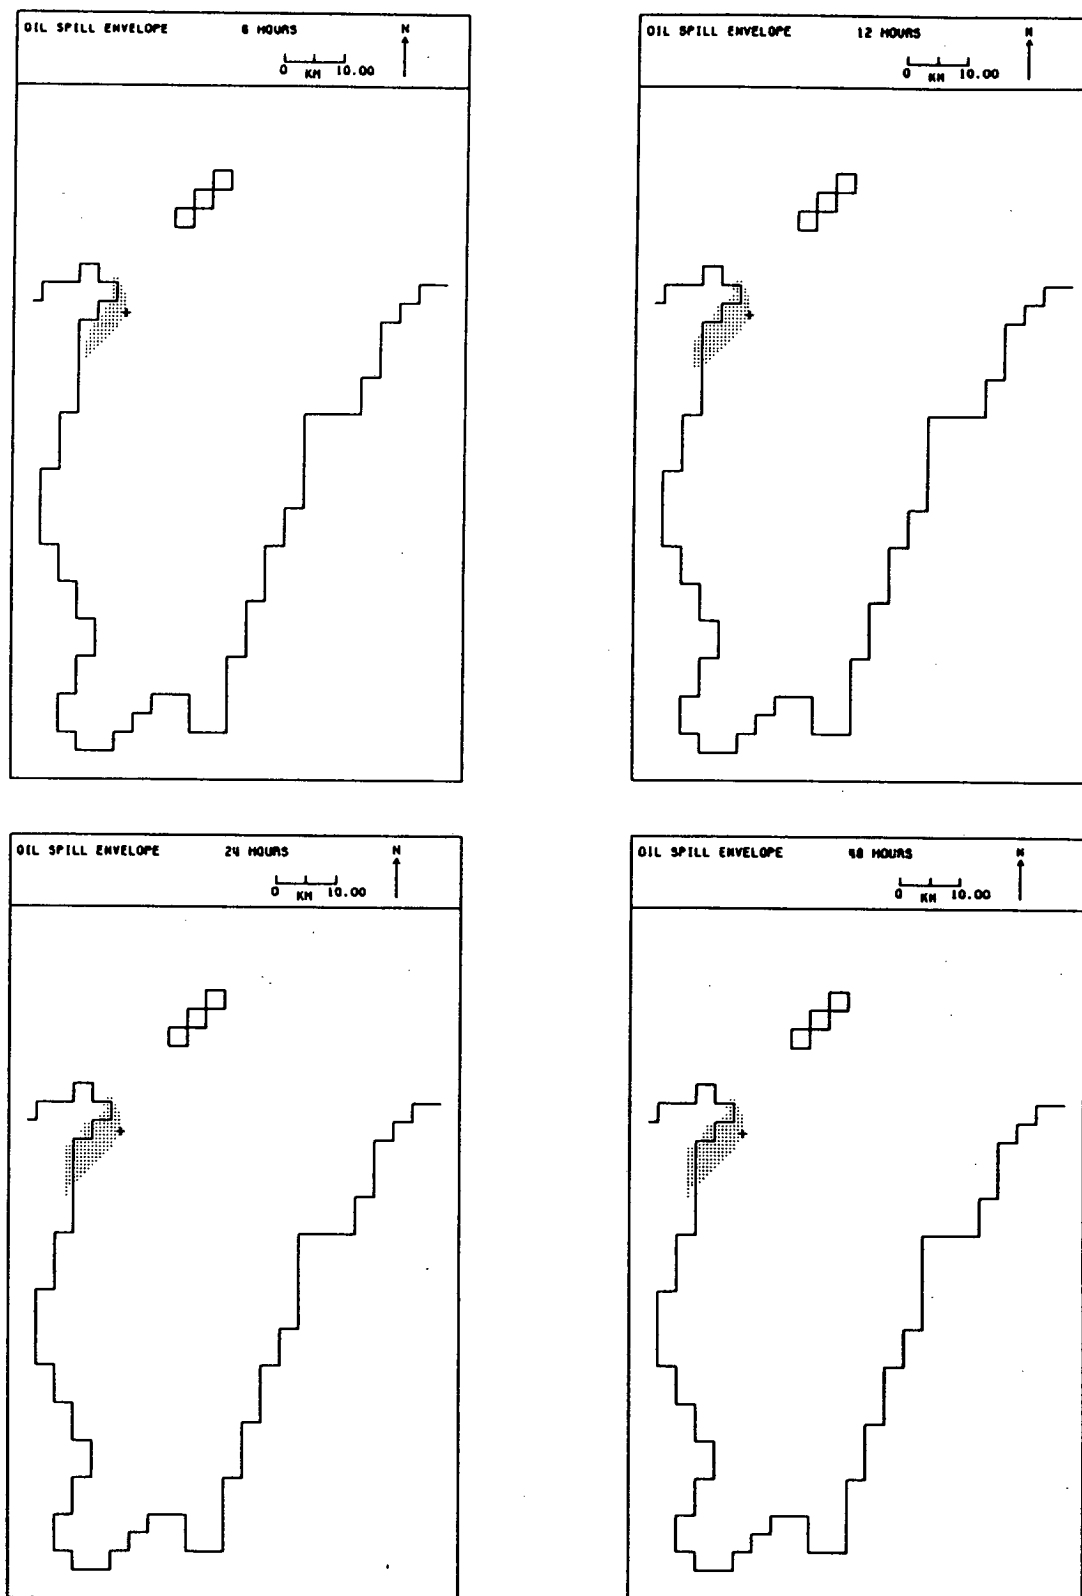 OIL SPILL ENVELOPE 6 HOURS N
0 KM 10.00
OIL SPILL ENVELOPE 12 HOURS N
0 KM 10.00
OIL SPILL ENVELOPE 24 HOURS N
0 KM 10.00
OIL SPILL ENVELOPE 48 HOURS N
0 KM 10.00